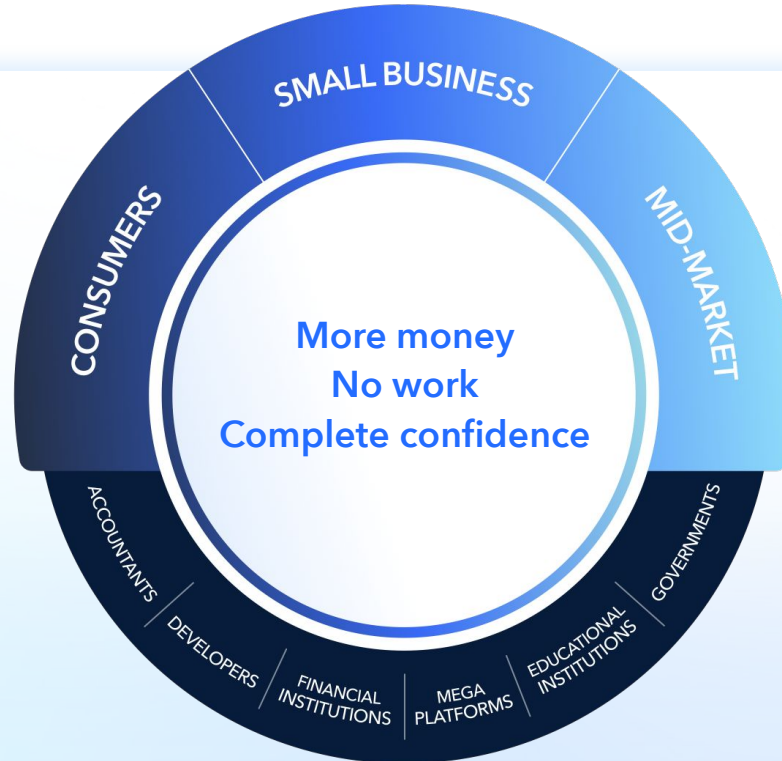 SMALL BUSINESS
CONSUMERS
MID-MARKET
More money
No work
Complete confidence
ACCOUNTANTS
DEVELOPERS
FINANCIAL
INSTITUTIONS
MEGA
PLATFORMS
EDUCATIONAL
INSTITUTIONS
GOVERNMENTS